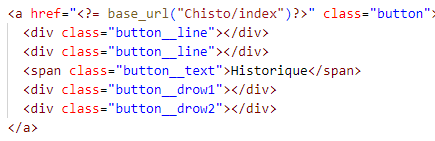 <a href="<?= base_url("Chisto/index")?>" class="button">
<div class="button__line"></div>
<div class="button__line"></div>
<span class="button__text">Historique</span>
<div class="button__drow1"></div>
<div class="button__drow2"></div>
</a>